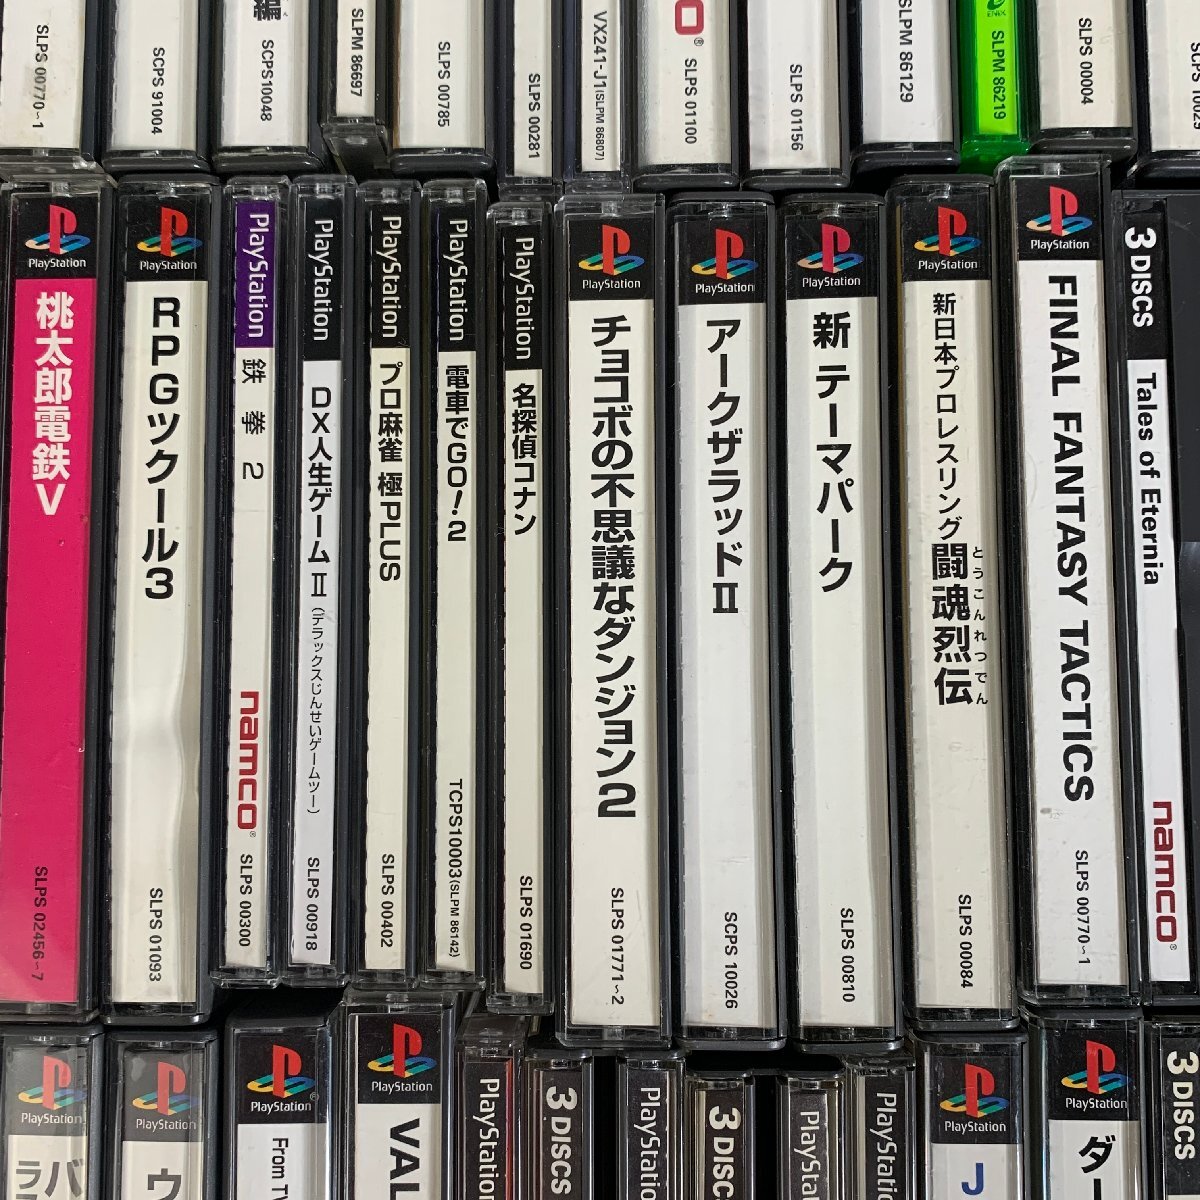 SLPS 00770~1
SCPS 91004
編
SCPS10048
SLPM 86697
SLPS 00785
SLPS 00281
VX241-J1(SLPM 86807)
SLPS 01100
SLPS 01156
SLPM 86129
ENIX
SLPM 86219
SLPS 00004
PlayStation
桃太郎電鉄V
SLPS 02456~7
PlayStation
RPGツクール3
SLPS 01093
PlayStation
鉄拳2
namco
SLPS 00300
PlayStation
DX人生ゲームII
(デラックスじんせいゲームツー)
SLPS 00918
PlayStation
プロ麻雀 極 PLUS
SLPS 00402
PlayStation
電車でGO!2
TCPS10003(SLPM 86142)
PlayStation
名探偵コナン
SLPS 01690
PlayStation
チョコボの不思議なダンジョン2
SLPS 01771~2
PlayStation
アークザラッドII
SCPS 10026
PlayStation
新 テーマパーク
SLPS 00810
PlayStation
新日本プロレスリング闘魂烈伝
とうこんれつでん
SLPS 00084
PlayStation
FINAL FANTASY TACTICS
SLPS 00770~1
3 DISCS
Tales of Eternia
namco
PlayStation
PlayStation
ウ
PlayStation
From TV
PlayStation
VAL
PlayStation
3 DISCS
PlayStation
3 DISCS
PlayStation
PlayStation
PlayStation
J
PlayStation
ダ
3 DISCS